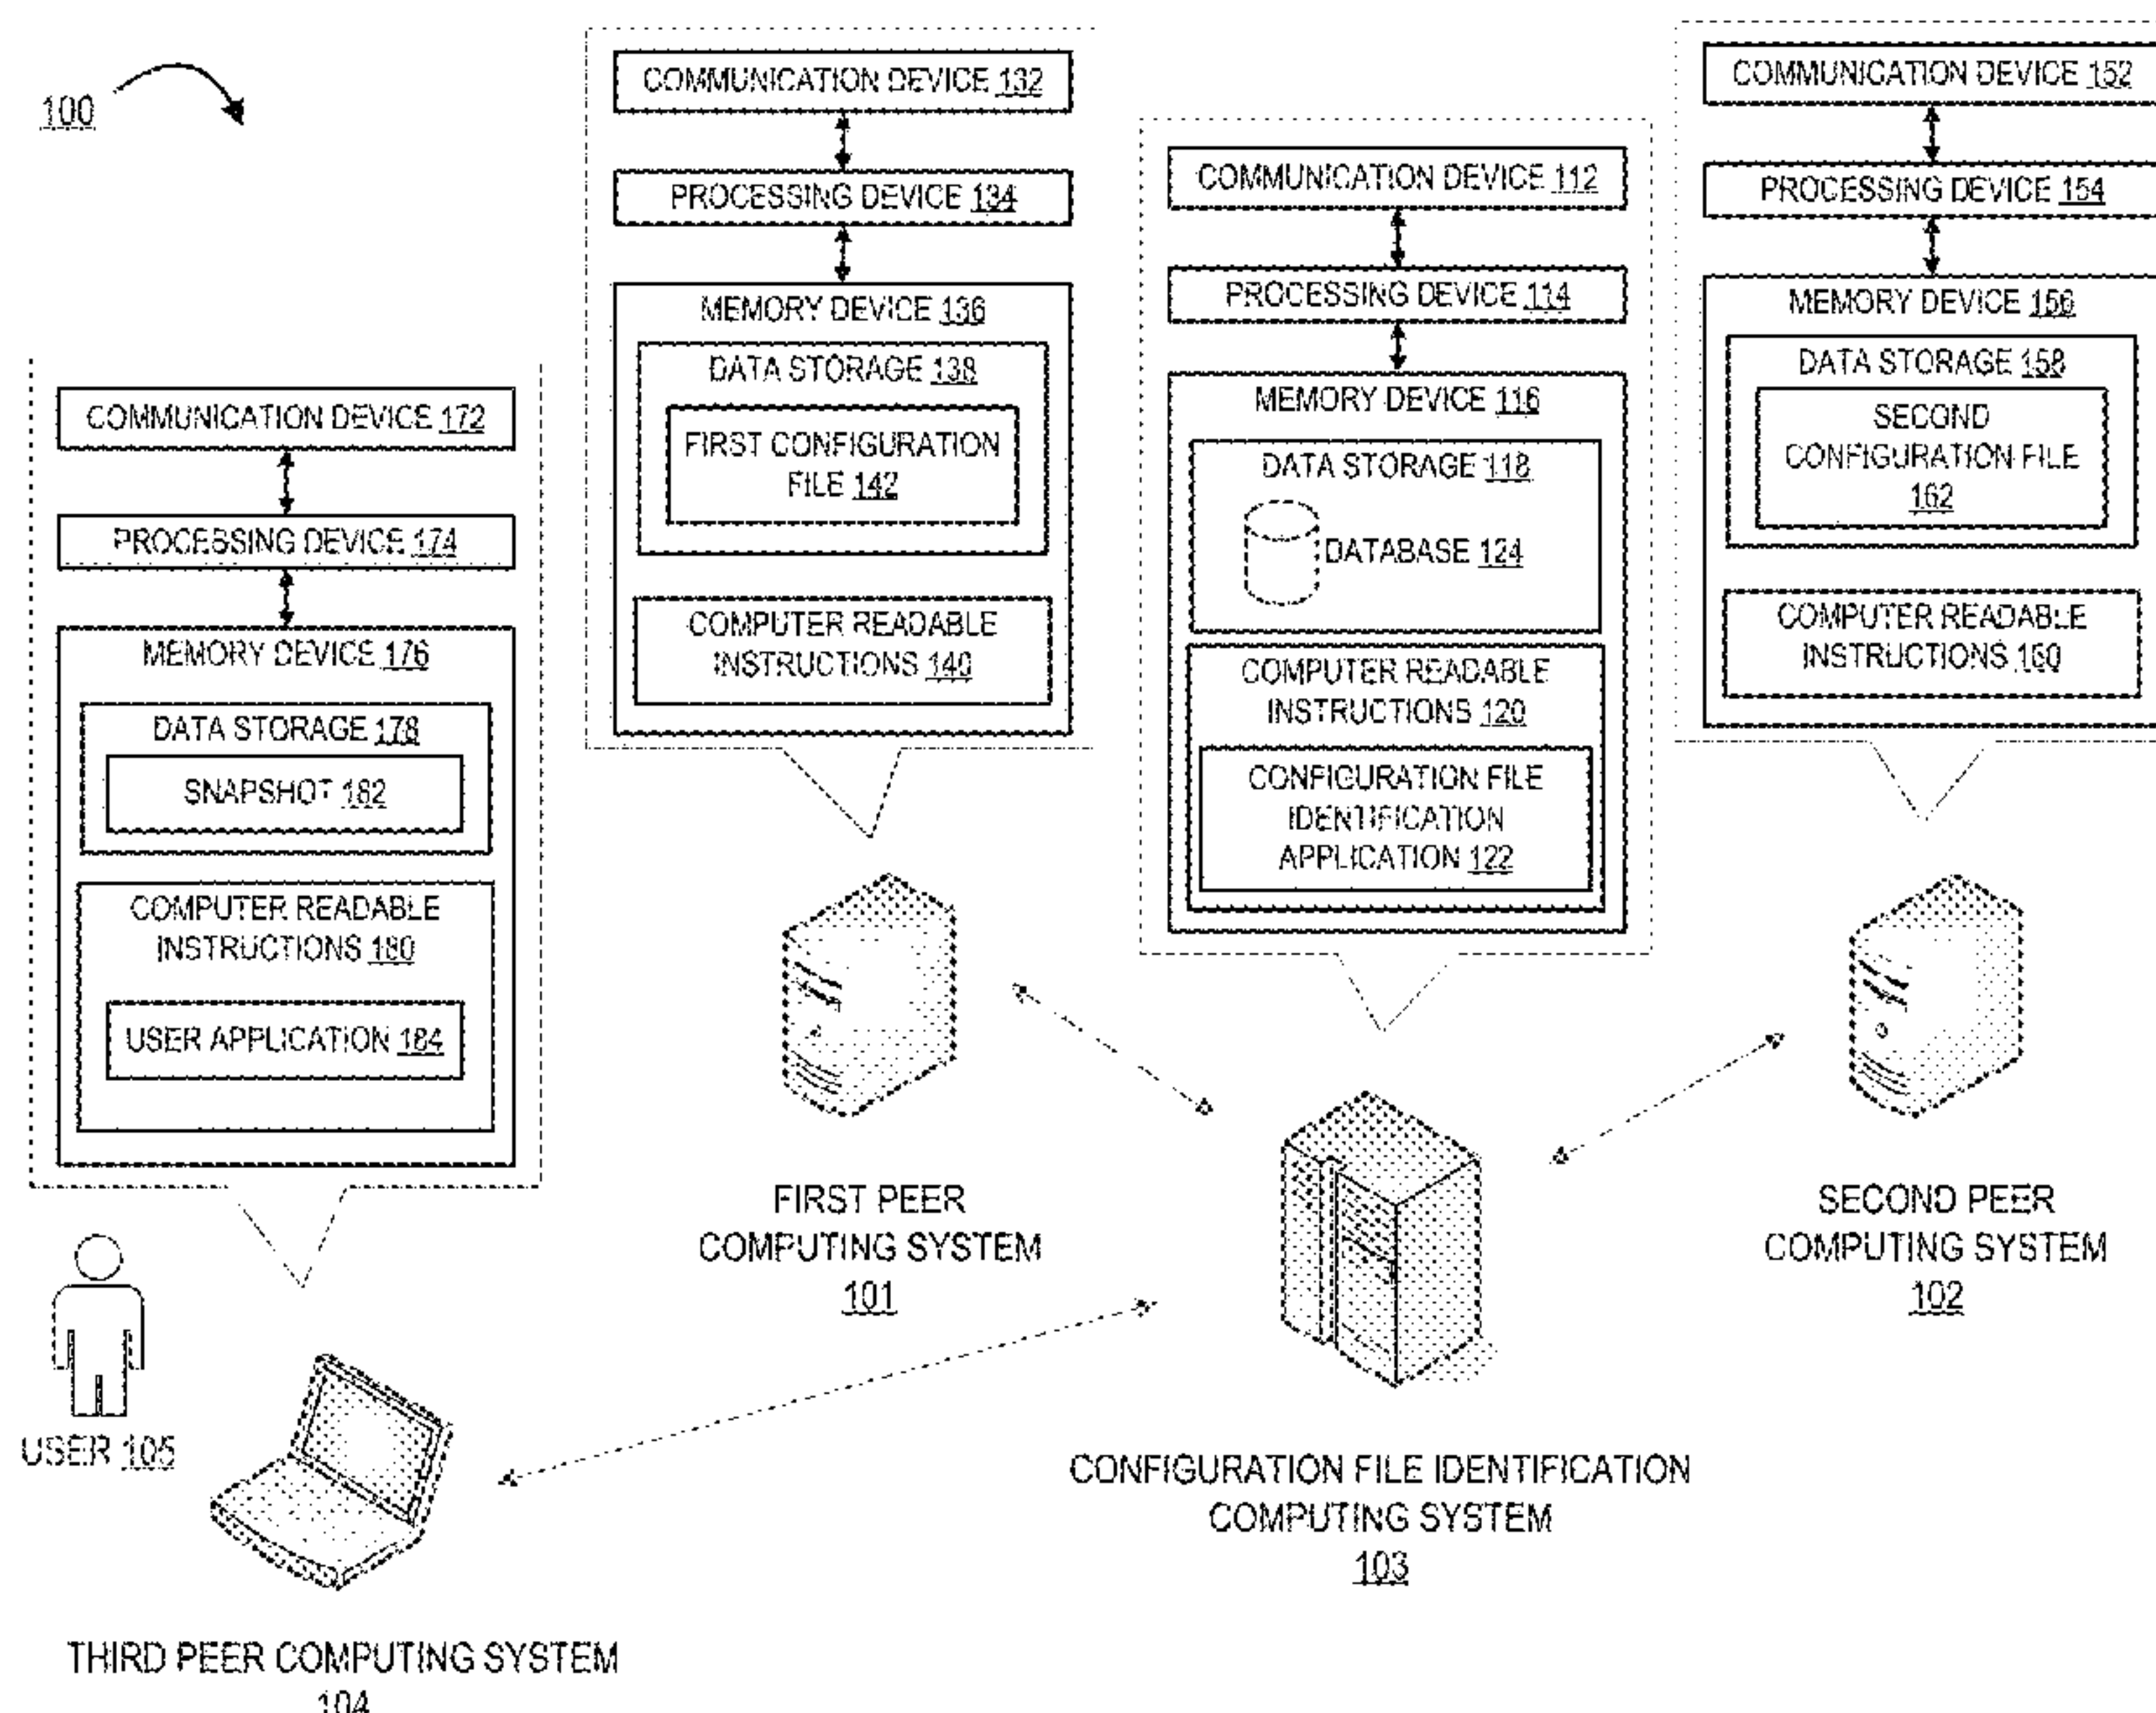 100
COMMUNICATION DEVICE 132
PROCESSING DEVICE 134
MEMORY DEVICE 136
DATA STORAGE 138
FIRST CONFIGURATION
FILE 142
COMPUTER READABLE
INSTRUCTIONS 140
COMMUNICATION DEVICE 112
PROCESSING DEVICE 114
MEMORY DEVICE 116
DATA STORAGE 118
DATABASE 124
COMPUTER READABLE
INSTRUCTIONS 120
CONFIGURATION FILE
IDENTIFICATION
APPLICATION 122
COMMUNICATION DEVICE 152
PROCESSING DEVICE 154
MEMORY DEVICE 156
DATA STORAGE 158
SECOND
CONFIGURATION FILE
162
COMPUTER READABLE
INSTRUCTIONS 160
COMMUNICATION DEVICE 172
PROCESSING DEVICE 174
MEMORY DEVICE 176
DATA STORAGE 178
SNAPSHOT 182
COMPUTER READABLE
INSTRUCTIONS 180
USER APPLICATION 184
FIRST PEER
COMPUTING SYSTEM
101
SECOND PEER
COMPUTING SYSTEM
102
USER 105
CONFIGURATION FILE IDENTIFICATION
COMPUTING SYSTEM
103
THIRD PEER COMPUTING SYSTEM
104